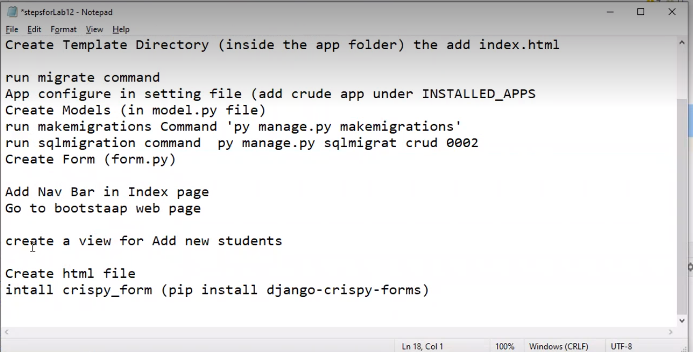 *stepsforLab12 - Notepad
File Edit Format View Help
Create Template Directory (inside the app folder) the add index.html
run migrate command
App configure in setting file (add crude app under INSTALLED_APPS
Create Models (in model.py file)
run makemigrations Command 'py manage.py makemigrations'
run sqlmigration command  py manage.py sqlmigrat crud 0002
Create Form (form.py)
Add Nav Bar in Index page
Go to bootstaap web page
create a view for Add new students
Create html file
intall crispy_form (pip install django-crispy-forms)
Ln 18, Col 1 100% Windows (CRLF) UTF-8